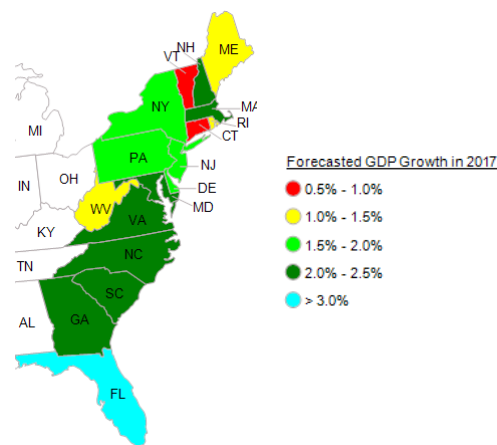 NH
VT
ME
NY
MA
RI
CT
MI
PA
NJ
OH
IN
DE
MD
WV
VA
KY
NC
TN
SC
AL
GA
FL
Forecasted GDP Growth in 2017
0.5% - 1.0%
1.0% - 1.5%
1.5% - 2.0%
2.0% - 2.5%
> 3.0%